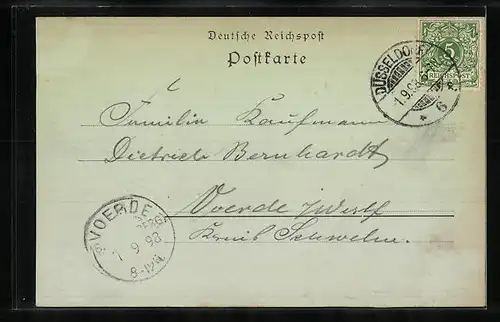 Deutsche Reichspost
Postkarte
5
REICHSPOST
DÜSSELDORF
1.9.98
* 6
Familie Kaufmann
Dietrich Bernhardt
Voerde i/Westf
Kreis Schwelm.
VOERDE
1 9 98
8-